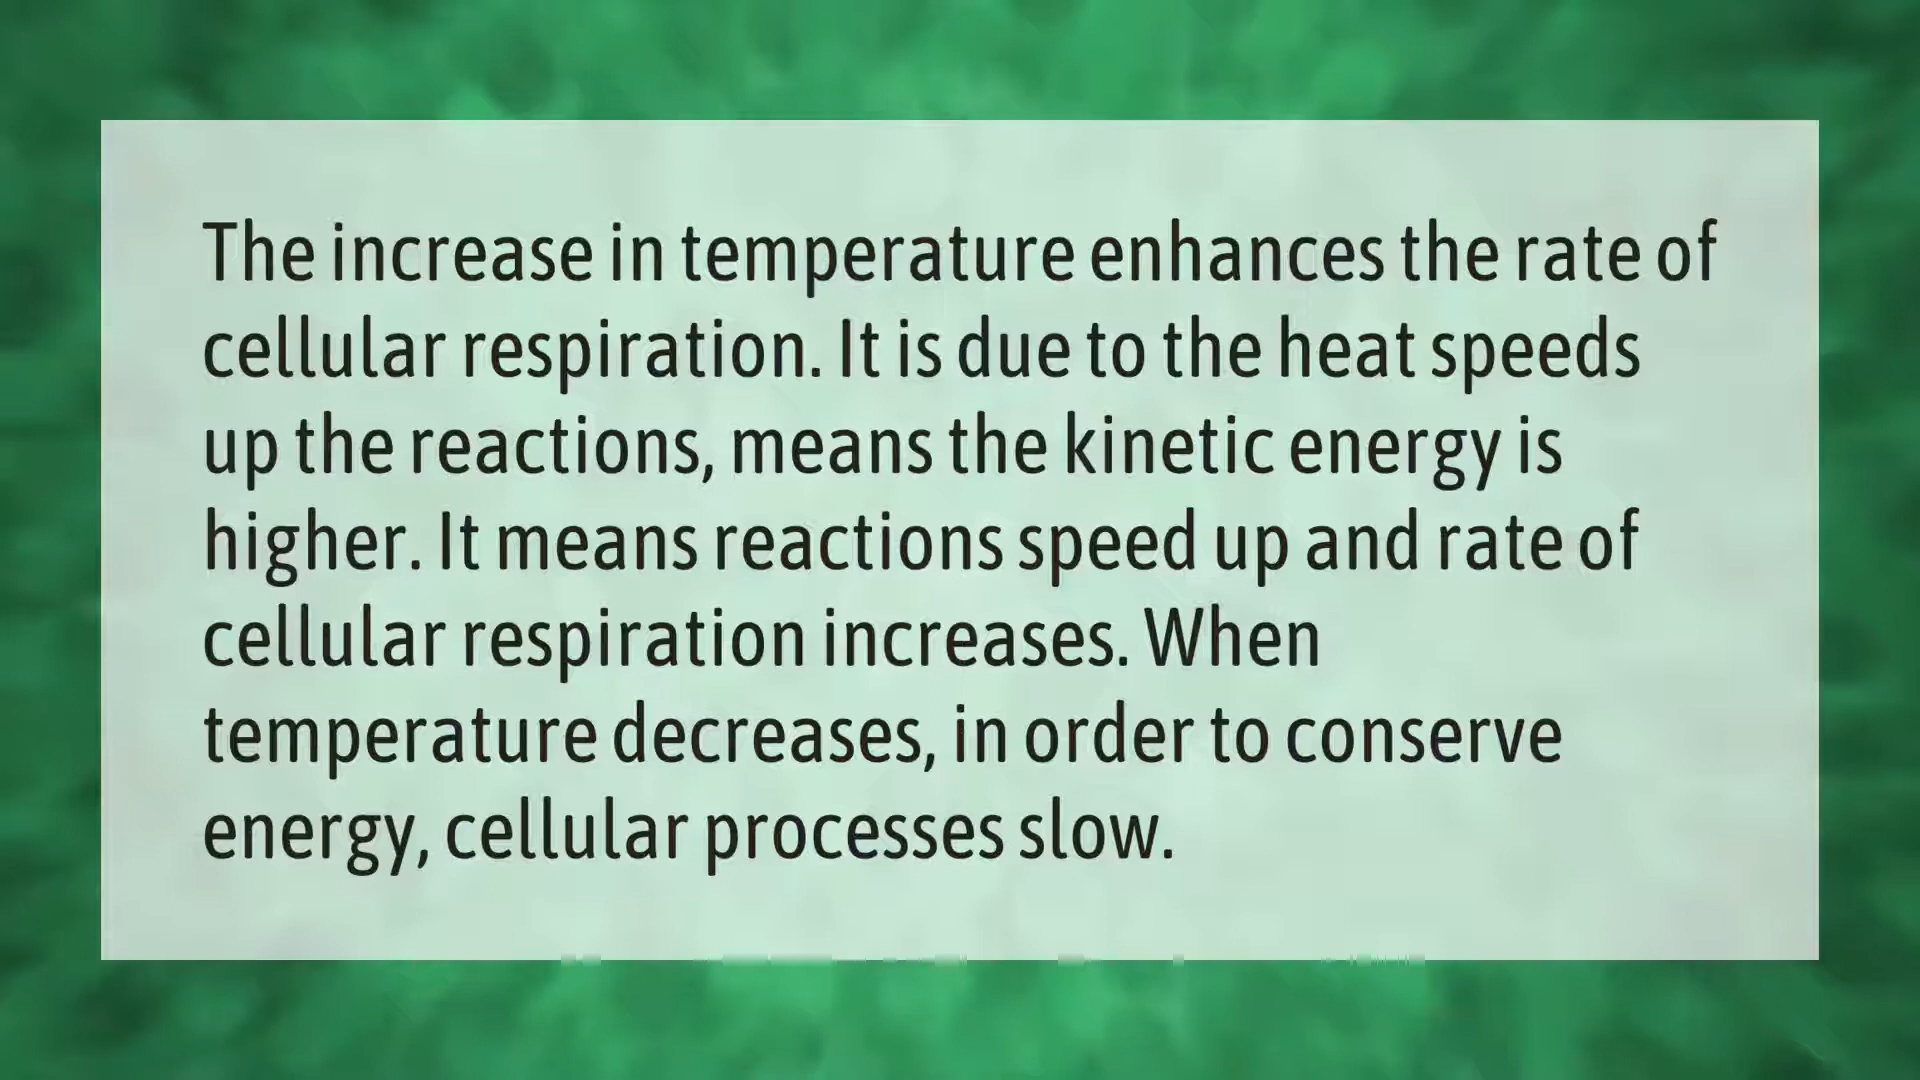 The increase in temperature enhances the rate of
cellular respiration. It is due to the heat speeds
up the reactions, means the kinetic energy is
higher. It means reactions speed up and rate of
cellular respiration increases. When
temperature decreases, in order to conserve
energy, cellular processes slow.